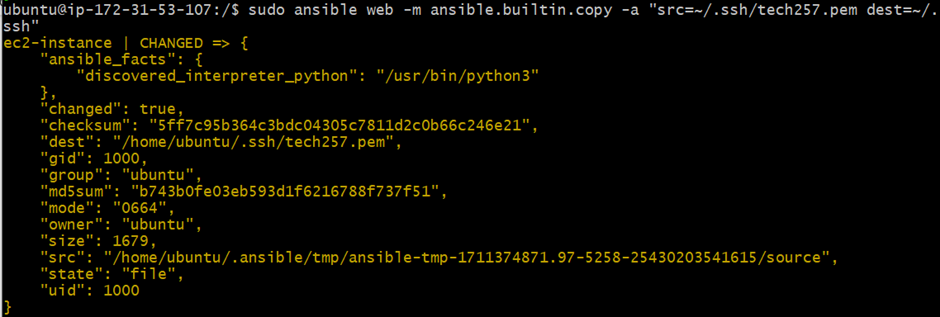 ubuntu@ip-172-31-53-107:/$ sudo ansible web -m ansible.builtin.copy -a "src=~/.ssh/tech257.pem dest=~/.
ssh"
ec2-instance | CHANGED => {
    "ansible_facts": {
        "discovered_interpreter_python": "/usr/bin/python3"
    },
    "changed": true,
    "checksum": "5ff7c95b364c3bdc04305c7811d2c0b66c246e21",
    "dest": "/home/ubuntu/.ssh/tech257.pem",
    "gid": 1000,
    "group": "ubuntu",
    "md5sum": "b743b0fe03eb593d1f6216788f737f51",
    "mode": "0664",
    "owner": "ubuntu",
    "size": 1679,
    "src": "/home/ubuntu/.ansible/tmp/ansible-tmp-1711374871.97-5258-25430203541615/source",
    "state": "file",
    "uid": 1000
}